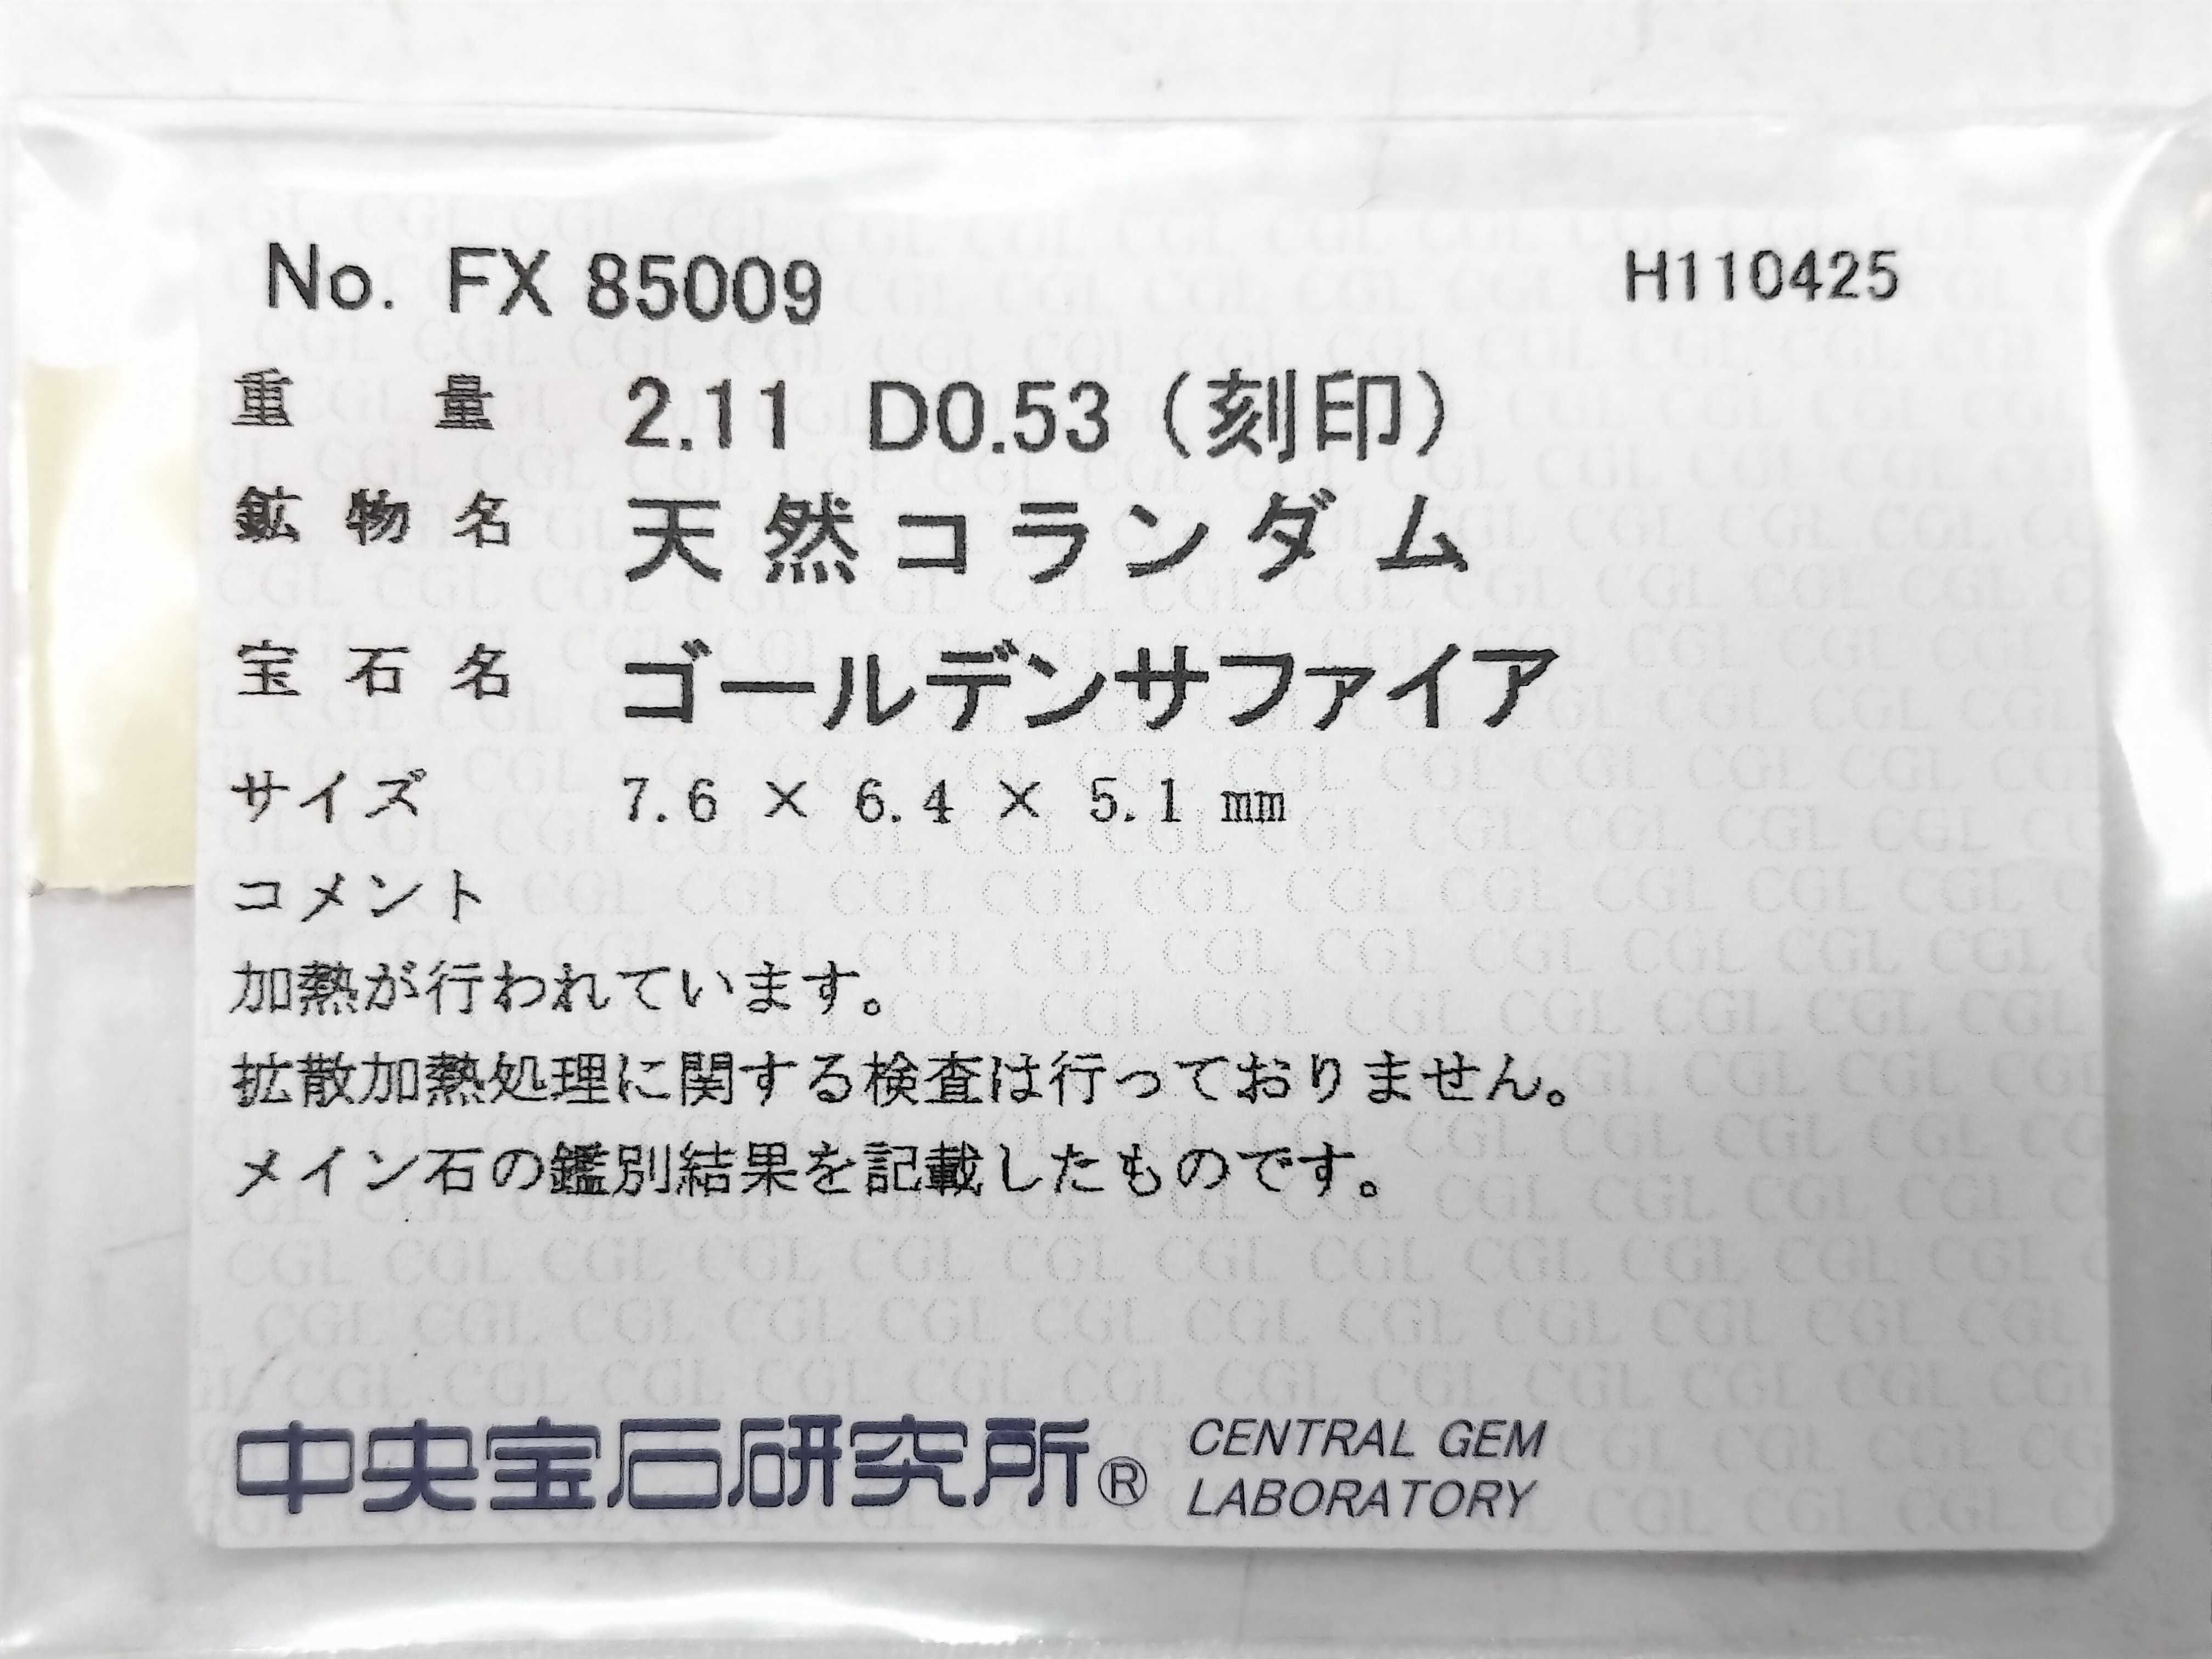 No. FX 85009 H110425
重量 2.11 D0.53（刻印）
鉱物名 天然コランダム
宝石名 ゴールデンサファイア
サイズ 7.6 × 6.4 × 5.1 mm
コメント
加熱が行われています。
拡散加熱処理に関する検査は行っておりません。
メイン石の鑑別結果を記載したものです。
中央宝石研究所® CENTRAL GEM
LABORATORY